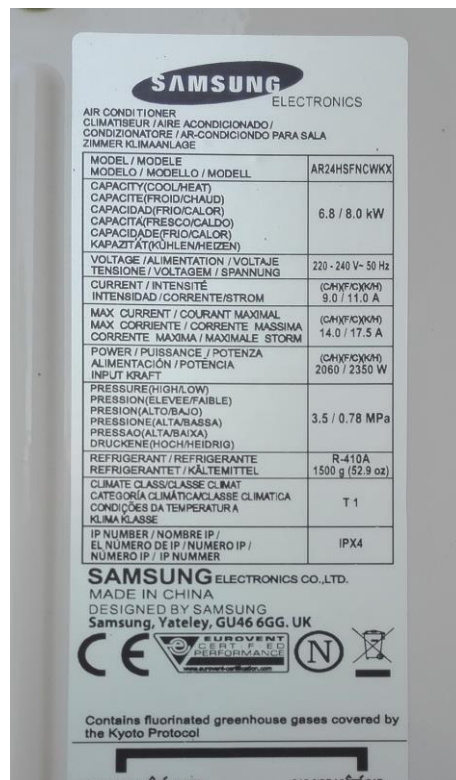 SAMSUNG
ELECTRONICS
AIR CONDITIONER
CLIMATISEUR / AIRE ACONDICIONADO /
CONDIZIONATORE / AR-CONDICIONDO PARA SALA
ZIMMER KLIMAANLAGE
MODEL / MODELE
MODELO / MODELLO / MODELL
AR24HSFNCWKX
CAPACITY(COOL/HEAT)
CAPACITE(FROID/CHAUD)
CAPACIDAD(FRIO/CALOR)
CAPACITÁ(FRESCO/CALDO)
CAPACIDADE(FRIO/CALOR)
KAPAZITÄT(KÜHLEN/HEIZEN)
6.8 / 8.0 kW
VOLTAGE / ALIMENTATION / VOLTAJE
TENSIONE / VOLTAGEM / SPANNUNG
220 - 240 V~ 50 Hz
CURRENT / INTENSITÉ
INTENSIDAD / CORRENTE/STROM
(C/H)(F/C)(K/H)
9.0 / 11.0 A
MAX CURRENT / COURANT MAXIMAL
MAX CORRIENTE / CORRENTE MASSIMA
CORRENTE MAXIMA / MAXIMALE STORM
(C/H)(F/C)(K/H)
14.0 / 17.5 A
POWER / PUISSANCE / POTENZA
ALIMENTACIÓN / POTÊNCIA
INPUT KRAFT
(C/H)(F/C)(K/H)
2060 / 2350 W
PRESSURE(HIGH/LOW)
PRESSION(ELEVEE/FAIBLE)
PRESION(ALTO/BAJO)
PRESSIONE(ALTA/BASSA)
PRESSAO(ALTA/BAIXA)
DRUCKENE(HOCH/HEIDRIG)
3.5 / 0.78 MPa
REFRIGERANT / REFRIGERANTE
REFRIGERANTET / KÄLTEMITTEL
R-410A
1500 g (52.9 oz)
CLIMATE CLASS/CLASSE CLIMAT
CATEGORÍA CLIMÁTICA/CLASSE CLIMATICA
CONDIÇÕES DA TEMPERATURA
KLIMA KLASSE
T 1
IP NUMBER / NOMBRE IP /
EL NÚMERO DE IP / NUMERO IP /
NÚMERO IP / IP NUMMER
IPX4
SAMSUNG ELECTRONICS CO.,LTD.
MADE IN CHINA
DESIGNED BY SAMSUNG
Samsung, Yateley, GU46 6GG. UK
CE
EUROVENT
CERTIFIED
PERFORMANCE
www.eurovent-certification.com
N
Contains fluorinated greenhouse gases covered by
the Kyoto Protocol